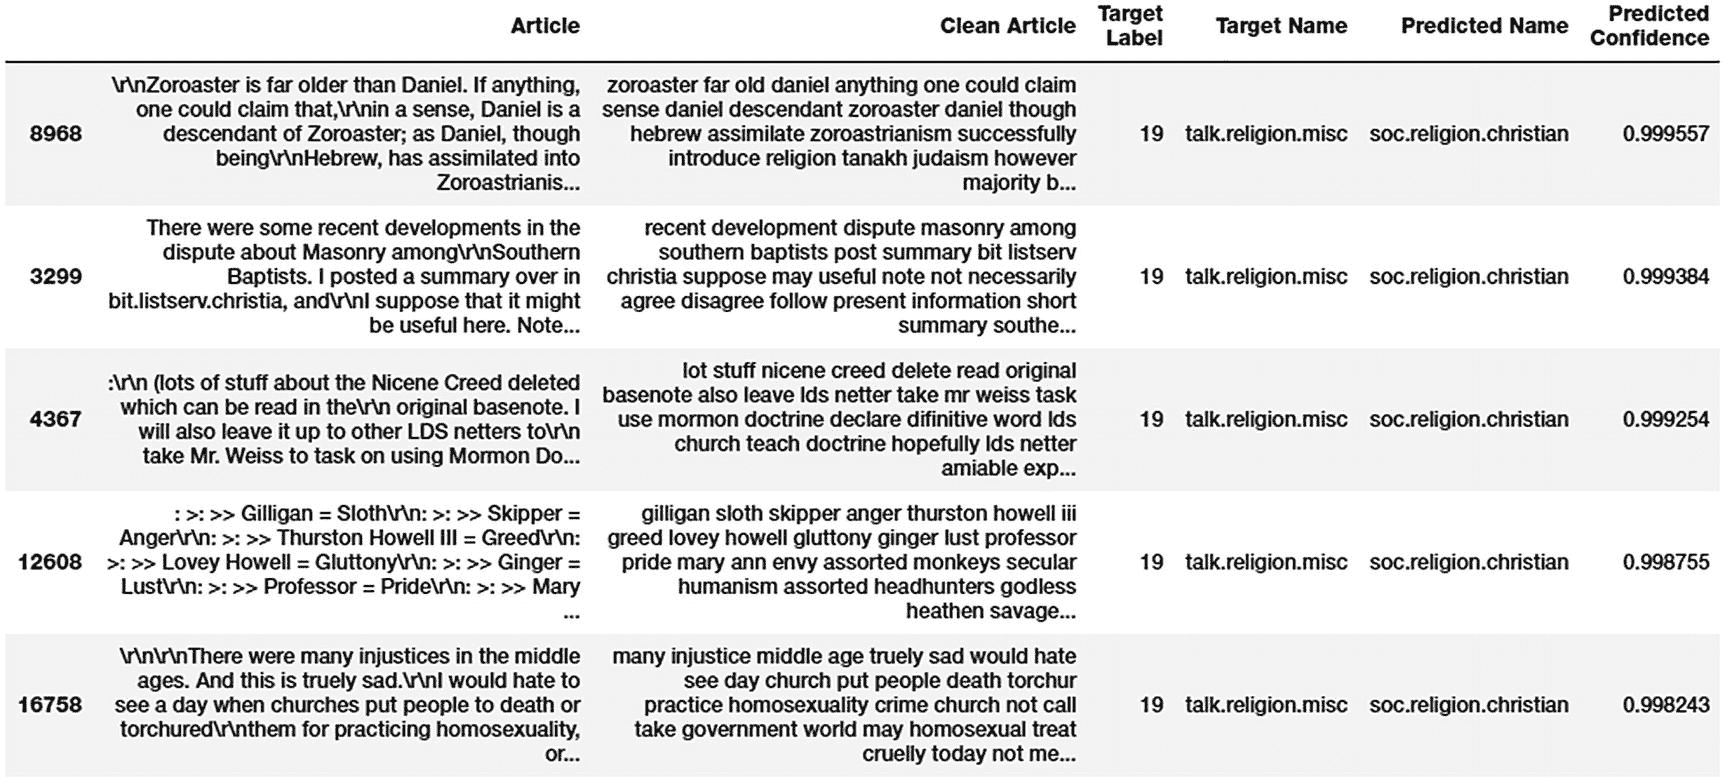 Article Clean Article Target Label Target Name Predicted Name Predicted Confidence
8968
\r\nZoroaster is far older than Daniel. If anything,
one could claim that,\r\nin a sense, Daniel is a
descendant of Zoroaster; as Daniel, though
being\r\nHebrew, has assimilated into
Zoroastrianis...
zoroaster far old daniel anything one could claim
sense daniel descendant zoroaster daniel though
hebrew assimilate zoroastrianism successfully
introduce religion tanakh judaism however
majority b...
19 talk.religion.misc soc.religion.christian 0.999557
3299
There were some recent developments in the
dispute about Masonry among\r\nSouthern
Baptists. I posted a summary over in
bit.listserv.christia, and\r\nI suppose that it might
be useful here. Note...
recent development dispute masonry among
southern baptists post summary bit listserv
christia suppose may useful note not necessarily
agree disagree follow present information short
summary southe...
19 talk.religion.misc soc.religion.christian 0.999384
4367
:\r\n (lots of stuff about the Nicene Creed deleted
which can be read in the\r\n original basenote. I
will also leave it up to other LDS netters to\r\n
take Mr. Weiss to task on using Mormon Do...
lot stuff nicene creed delete read original
basenote also leave lds netter take mr weiss task
use mormon doctrine declare difinitive word lds
church teach doctrine hopefully lds netter
amiable exp...
19 talk.religion.misc soc.religion.christian 0.999254
12608
: >: >> Gilligan = Sloth\r\n: >: >> Skipper =
Anger\r\n: >: >> Thurston Howell III = Greed\r\n:
>: >> Lovey Howell = Gluttony\r\n: >: >> Ginger =
Lust\r\n: >: >> Professor = Pride\r\n: >: >> Mary
...
gilligan sloth skipper anger thurston howell iii
greed lovey howell gluttony ginger lust professor
pride mary ann envy assorted monkeys secular
humanism assorted headhunters godless
heathen savage...
19 talk.religion.misc soc.religion.christian 0.998755
16758
\r\n\r\nThere were many injustices in the middle
ages. And this is truely sad.\r\nI would hate to
see a day when churches put people to death or
torchured\r\nthem for practicing homosexuality,
or...
many injustice middle age truely sad would hate
see day church put people death torchur
practice homosexuality crime church not call
take government world may homosexual treat
cruelly today not me...
19 talk.religion.misc soc.religion.christian 0.998243